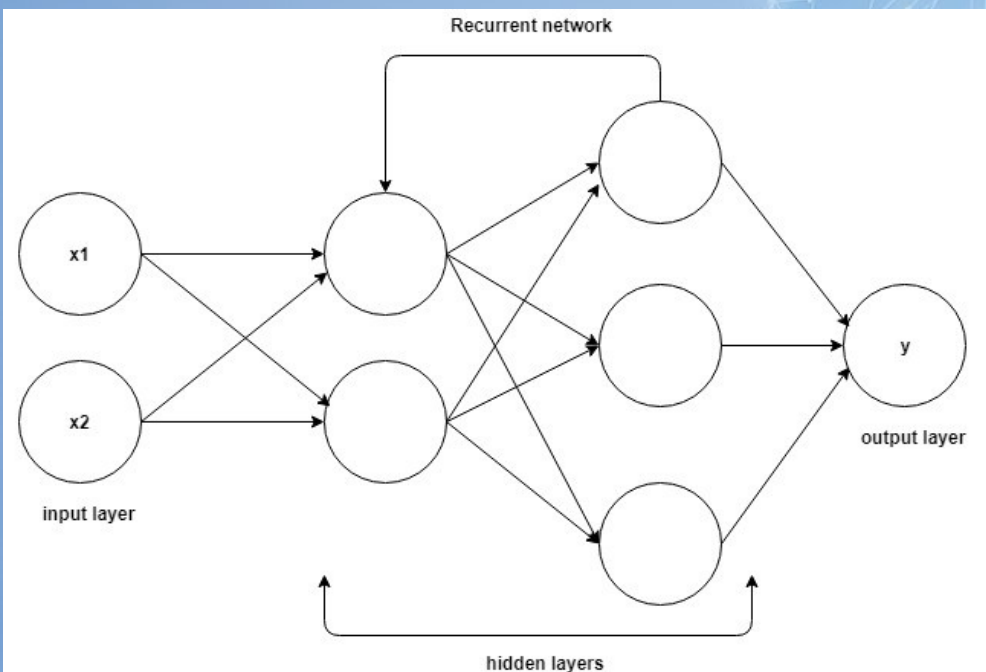 Recurrent network
x1
x2
y
output layer
input layer
hidden layers